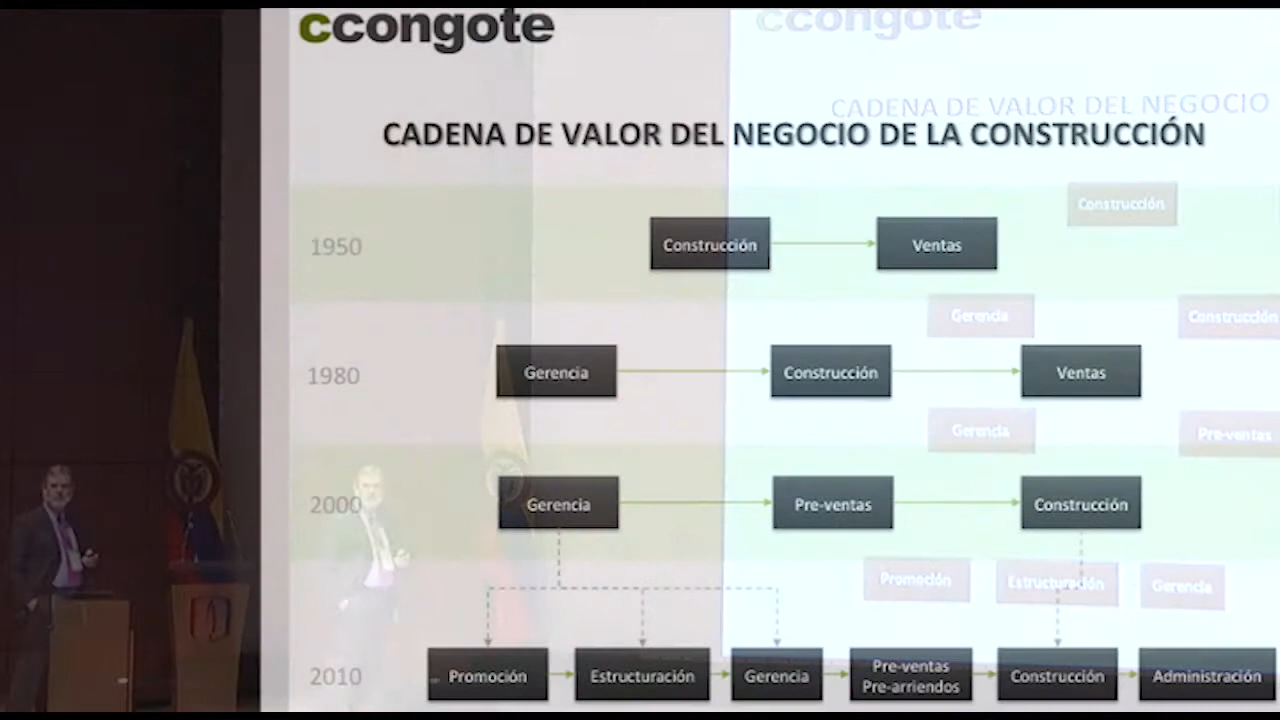 ccongote
ccongote
CADENA DE VALOR DEL NEGOCIO
CADENA DE VALOR DEL NEGOCIO DE LA CONSTRUCCIÓN
Construcción
1950
Construcción
Ventas
Gerencia
Construcción
1980
Gerencia
Construcción
Ventas
Gerencia
Pre-ventas
2000
Gerencia
Pre-ventas
Construcción
Promoción
Estructuración
Gerencia
2010
Promoción
Estructuración
Gerencia
Pre-ventas
Pre-arriendos
Construcción
Administración